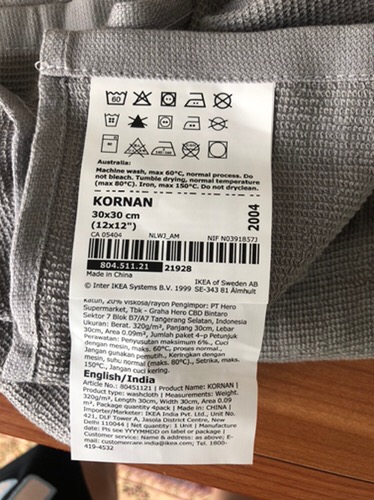 60
Australia:
Machine wash, max 60°C, normal process. Do
not bleach. Tumble drying, normal temperature
(max 80°C). Iron, max 150°C. Do not dryclean.
KORNAN
30x30 cm
(12x12")
2004
CA 05404 NLWJ_AM NIF N0391857J
804.511.21 21928
Made in China
IKEA of Sweden
© Inter IKEA Systems B.V. 1999 SE-343 81 Älmhult
Katun, 20% Viskosa/rayon Pengimpor: PT Hero
Supermarket, Tbk - Graha Hero CBD Bintaro
Sektor 7 Blok B7/A7 Tangerang Selatan, Indonesia
Ukuran: Berat. 320g/m², Panjang 30cm, Lebar
30cm, Area 0.09m², Jumlah paket 4-p Petunjuk
Perawatan: Penyusutan maksimum 6%., Cuci
dengan mesin, maks. 60°C, proses normal.,
Jangan gunakan pemutih., Keringkan dengan
mesin, suhu normal (maks. 80°C)., Setrika, maks.
150°C., Jangan cuci kering.
English/India
Article No.: 80451121 | Product Name: KORNAN |
Product type: washcloth | Measurements: Weight.
320g/m², Length 30cm, Width 30cm, Area 0.09
m², Package quantity 4pack | Made in: CHINA |
Importer/Marketer: IKEA India Pvt. Ltd., Unit No.
421, DLF Tower A, Jasola District Centre, New
Delhi 110044 | Net quantity: 1 Unit | Manufacture
date: Pls see YYYYMMDD on label or package |
Customer service: Name & address as above; E-
mail: customercare.india@ikea.com; Tel. 1800-
419-4532